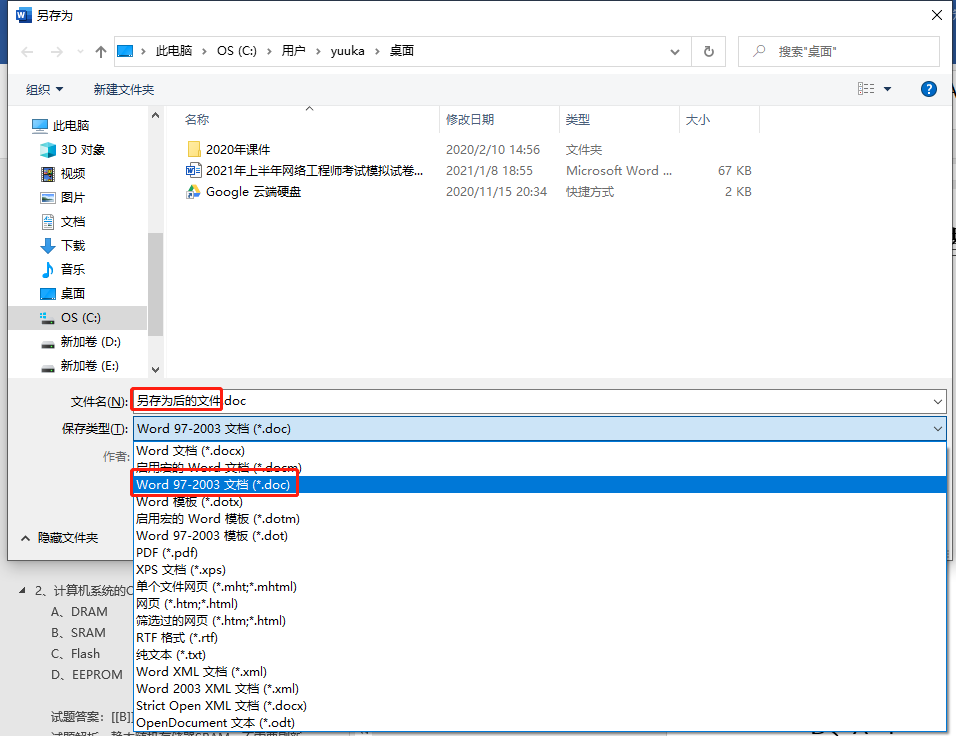 另存为
此电脑 › OS (C:) › 用户 › yuuka › 桌面
搜索"桌面"
组织 新建文件夹
名称 修改日期 类型 大小
此电脑
3D 对象
视频
图片
文档
下载
音乐
桌面
OS (C:)
新加卷 (D:)
新加卷 (E:)
2020年课件 2020/2/10 14:56 文件夹
2021年上半年网络工程师考试模拟试卷... 2021/1/8 18:55 Microsoft Word ... 67 KB
Google 云端硬盘 2020/11/15 20:34 快捷方式 2 KB
文件名(N): 另存为后的文件.doc
保存类型(T): Word 97-2003 文档 (*.doc)
作者:
Word 文档 (*.docx)
启用宏的 Word 文档 (*.docm)
Word 97-2003 文档 (*.doc)
Word 模板 (*.dotx)
启用宏的 Word 模板 (*.dotm)
Word 97-2003 模板 (*.dot)
PDF (*.pdf)
XPS 文档 (*.xps)
单个文件网页 (*.mht;*.mhtml)
网页 (*.htm;*.html)
筛选过的网页 (*.htm;*.html)
RTF 格式 (*.rtf)
纯文本 (*.txt)
Word XML 文档 (*.xml)
Word 2003 XML 文档 (*.xml)
Strict Open XML 文档 (*.docx)
OpenDocument 文本 (*.odt)
隐藏文件夹
2、计算机系统的C
A、DRAM
B、SRAM
C、Flash
D、EEPROM
试题答案：[[B]]